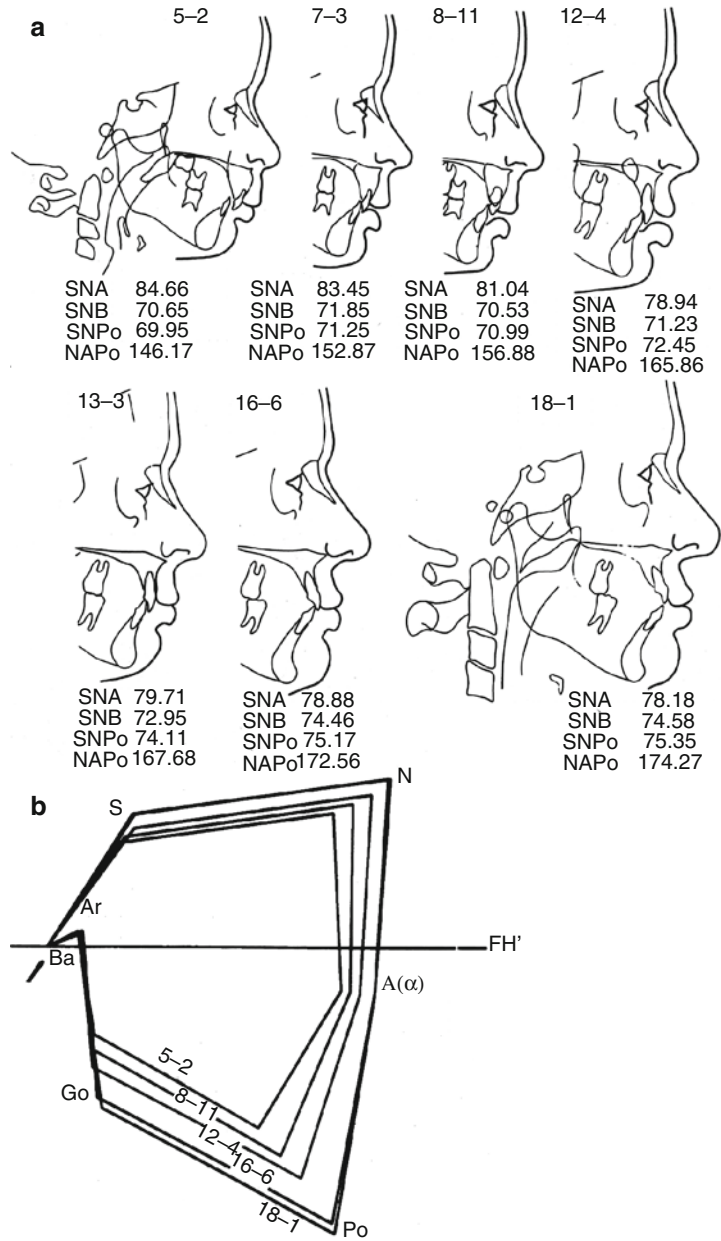 a
5–2
7–3
8–11
12–4
SNA 84.66
SNB 70.65
SNPo 69.95
NAPo 146.17
SNA 83.45
SNB 71.85
SNPo 71.25
NAPo 152.87
SNA 81.04
SNB 70.53
SNPo 70.99
NAPo 156.88
SNA 78.94
SNB 71.23
SNPo 72.45
NAPo 165.86
13–3
16–6
18–1
SNA 79.71
SNB 72.95
SNPo 74.11
NAPo 167.68
SNA 78.88
SNB 74.46
SNPo 75.17
NAPo 172.56
SNA 78.18
SNB 74.58
SNPo 75.35
NAPo 174.27
b
S
N
Ar
Ba
FH'
A(α)
5–2
8–11
Go
12–4
16–6
18–1
Po